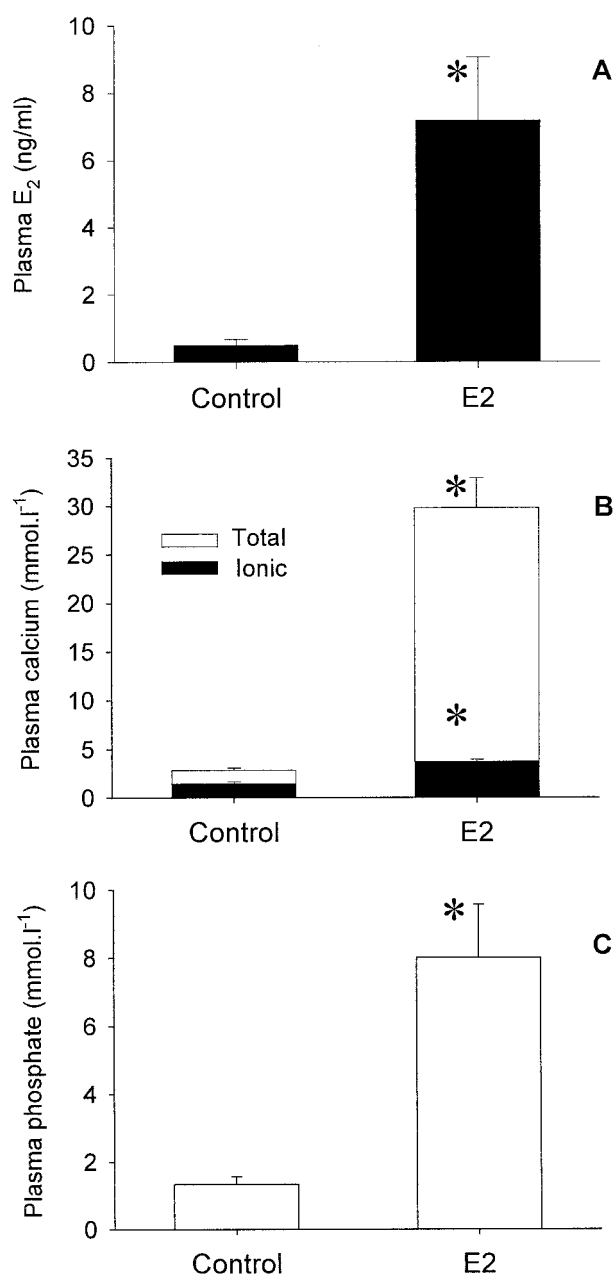 10
8
6
4
2
0
Plasma E2 (ng/ml)
*
A
Control
E2
35
30
25
20
15
10
5
0
Plasma calcium (mmol.l-1)
Total
Ionic
*
*
B
Control
E2
10
8
6
4
2
0
Plasma phosphate (mmol.l-1)
*
C
Control
E2